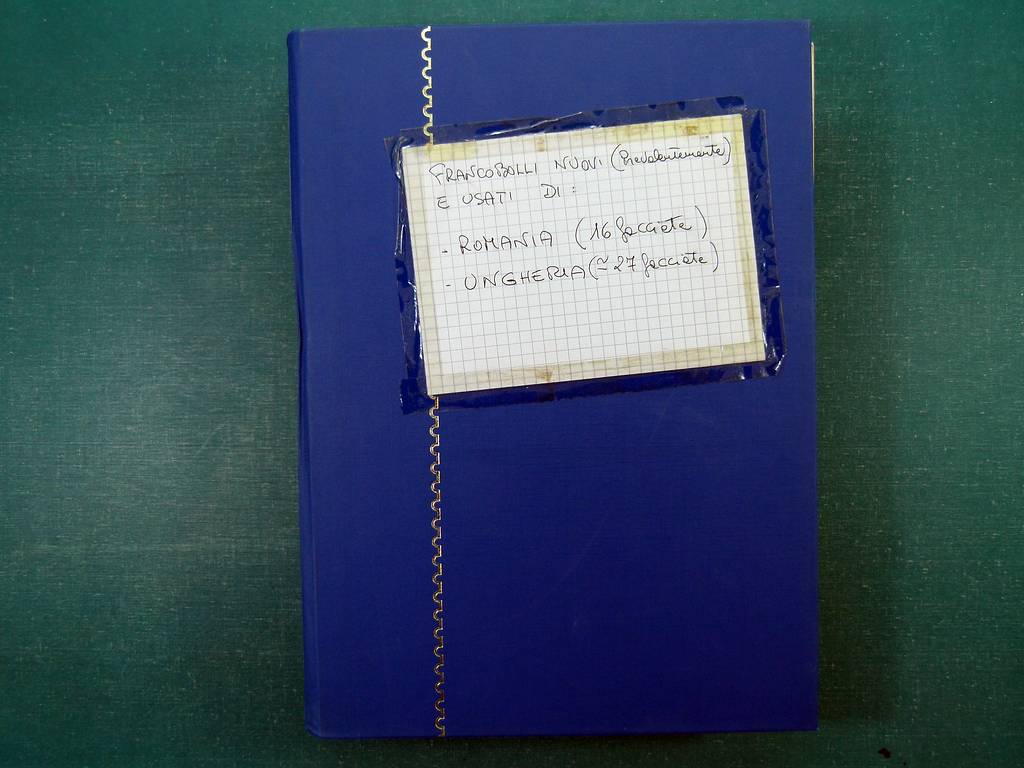 FRANCOBOLLI NUOVI (Prevalentemente)
E USATI DI:
- ROMANIA (16 facciate)
- UNGHERIA (≃ 27 facciate)